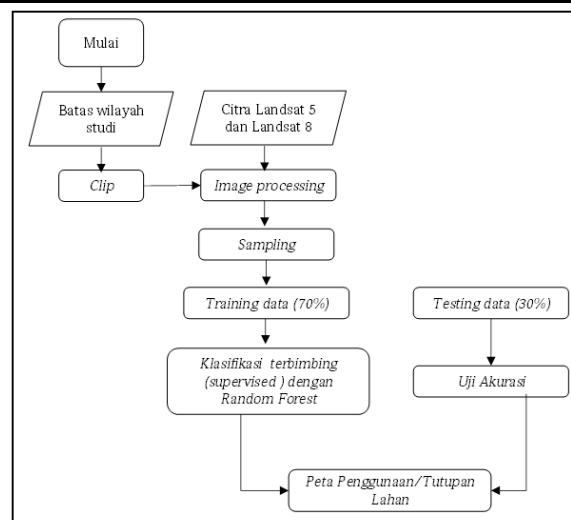 Mulai
Batas wilayah
studi
Citra Landsat 5
dan Landsat 8
Clip
Image processing
Sampling
Training data (70%)
Testing data (30%)
Klasifikasi terbimbing
(supervised ) dengan
Random Forest
Uji Akurasi
Peta Penggunaan/Tutupan
Lahan